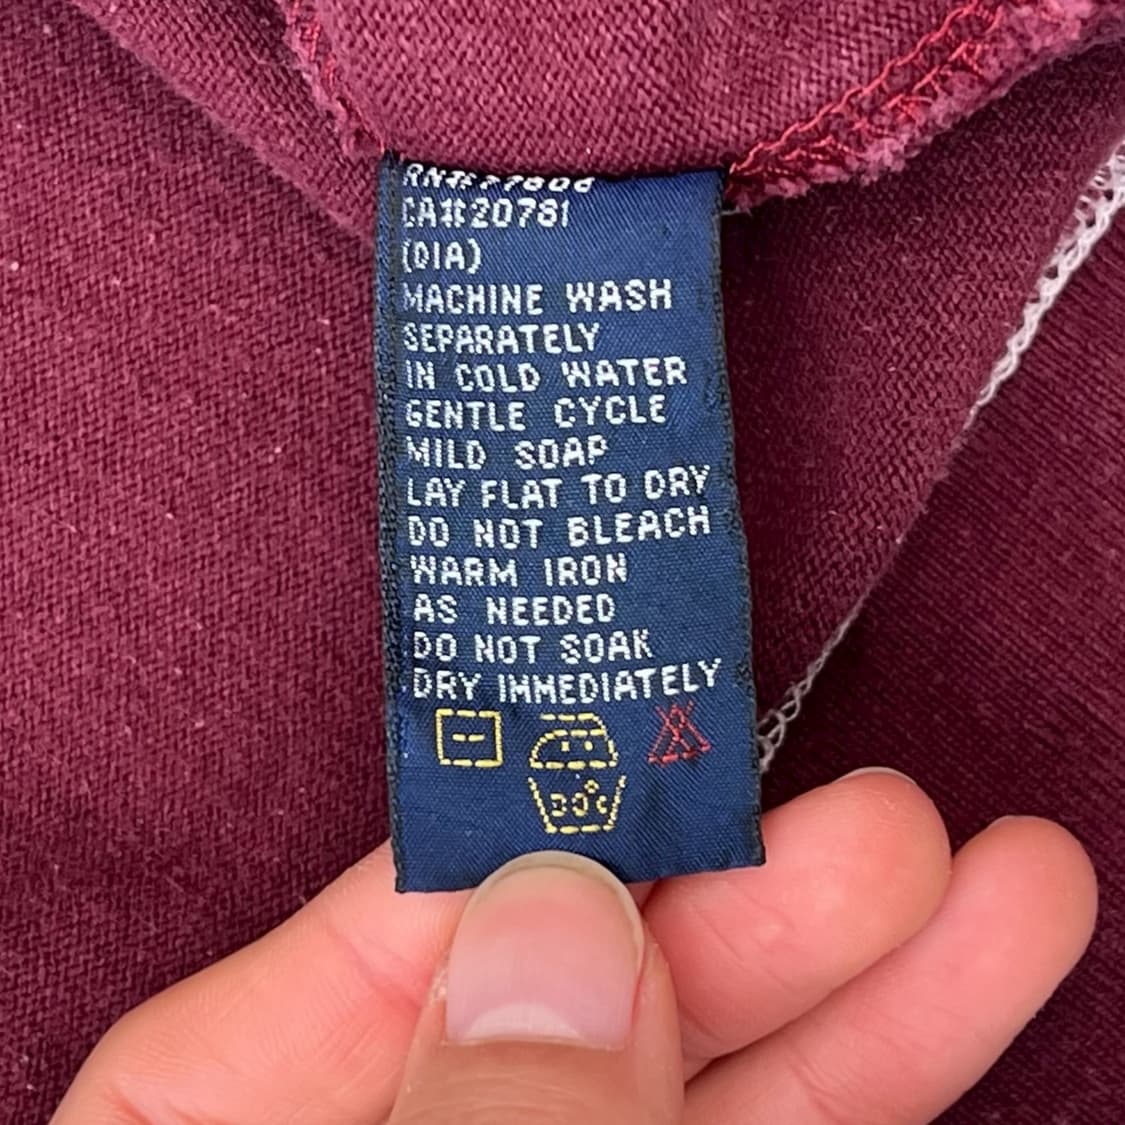 CA#20781
(DIA)
MACHINE WASH
SEPARATELY
IN COLD WATER
GENTLE CYCLE
MILD SOAP
LAY FLAT TO DRY
DO NOT BLEACH
WARM IRON
AS NEEDED
DO NOT SOAK
DRY IMMEDIATELY
30°C